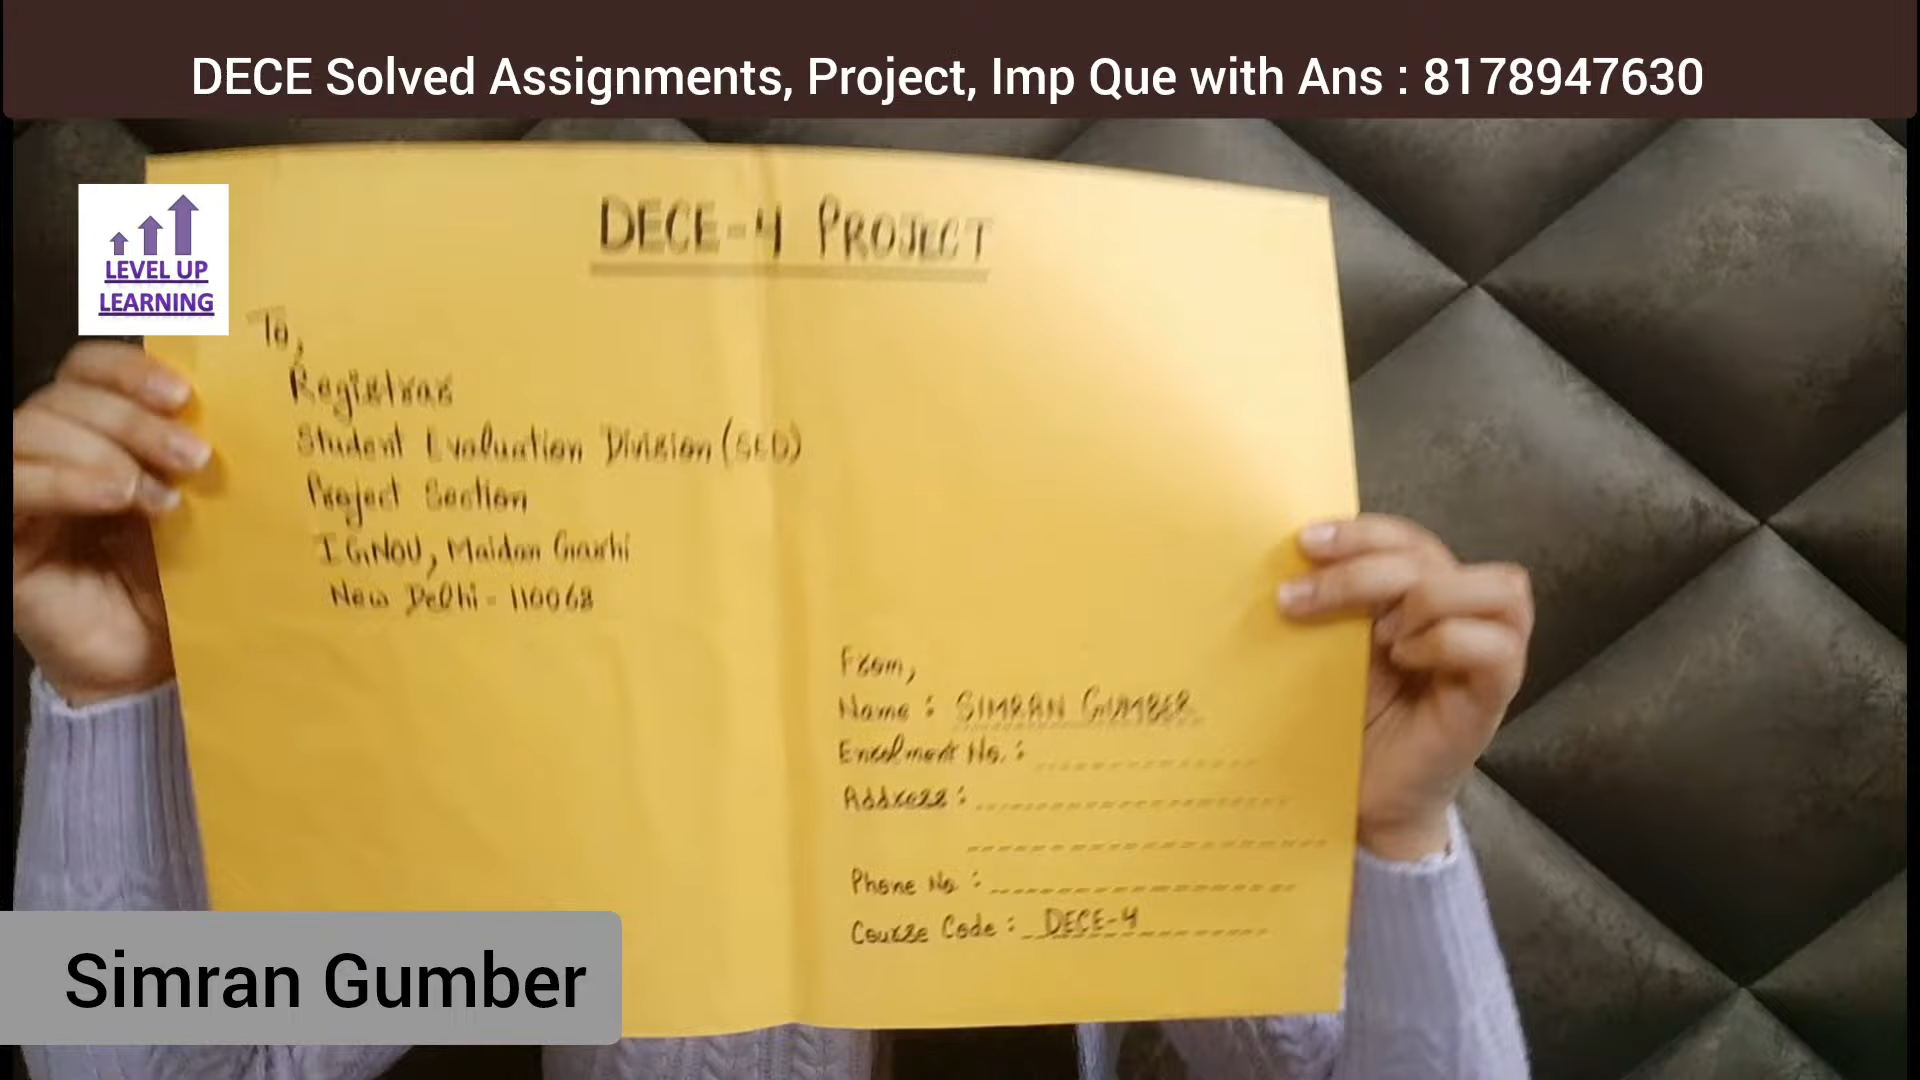 DECE Solved Assignments, Project, Imp Que with Ans : 8178947630
LEVEL UP
LEARNING
DECE-4 PROJECT
To,
Registrar
Student Evaluation Division (SED)
Project Section
IGNOU, Maidan Garhi
New Delhi - 110068
From,
Name : SIMRAN GUMBER
Enrolment No. :
Address :
Phone No :
Course Code : DECE-4
Simran Gumber